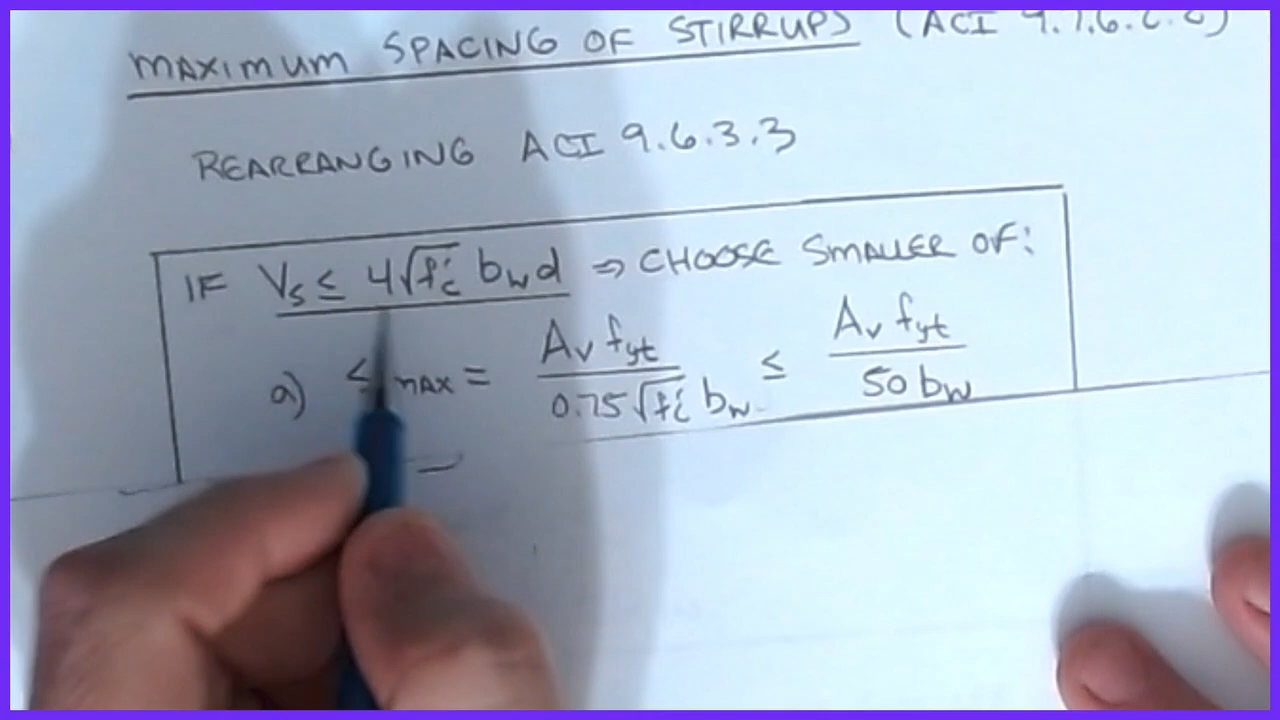 MAXIMUM SPACING OF STIRRUPS (ACI
REARRANGING ACI 9.6.3.3
IF Vs ≤ 4√f'c bw d ⇒ CHOOSE SMALLER OF:
a) MAX = Av fyt / 0.75√f'c bw ≤ Av fyt / 50 bw